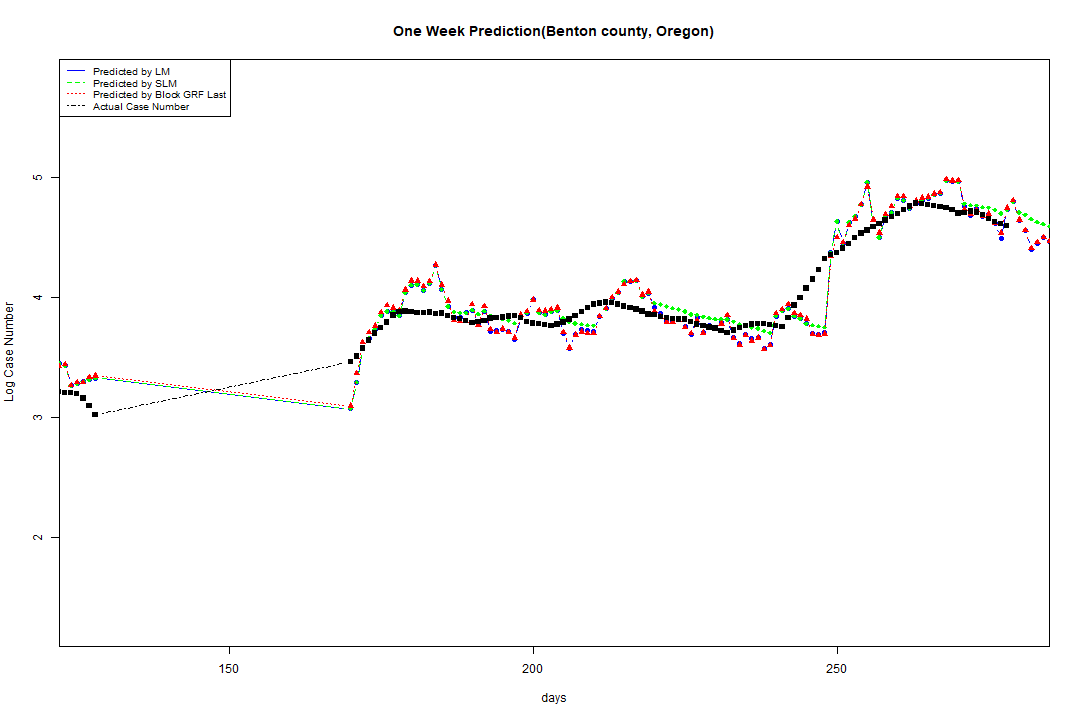 One Week Prediction(Benton county, Oregon)
Predicted by LM
Predicted by SLM
Predicted by Block GRF Last
Actual Case Number
5
4
3
2
Log Case Number
150 200 250
days